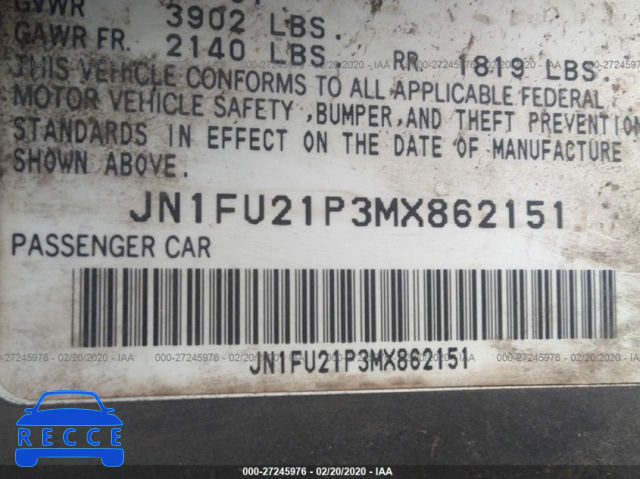 GVWR 3902 LBS.
GAWR FR. 2140 LBS. RR. 1819 LBS.
THIS VEHICLE CONFORMS TO ALL APPLICABLE FEDERAL
MOTOR VEHICLE SAFETY ,BUMPER,AND THEFT PREVENTION
STANDARDS IN EFFECT ON THE DATE OF MANUFACTURE
SHOWN ABOVE.
JN1FU21P3MX862151
PASSENGER CAR
000-27245976 - 02/20/2020 - IAA
JN1FU21P3MX862151
RECCE
000-27245976 - 02/20/2020 - IAA